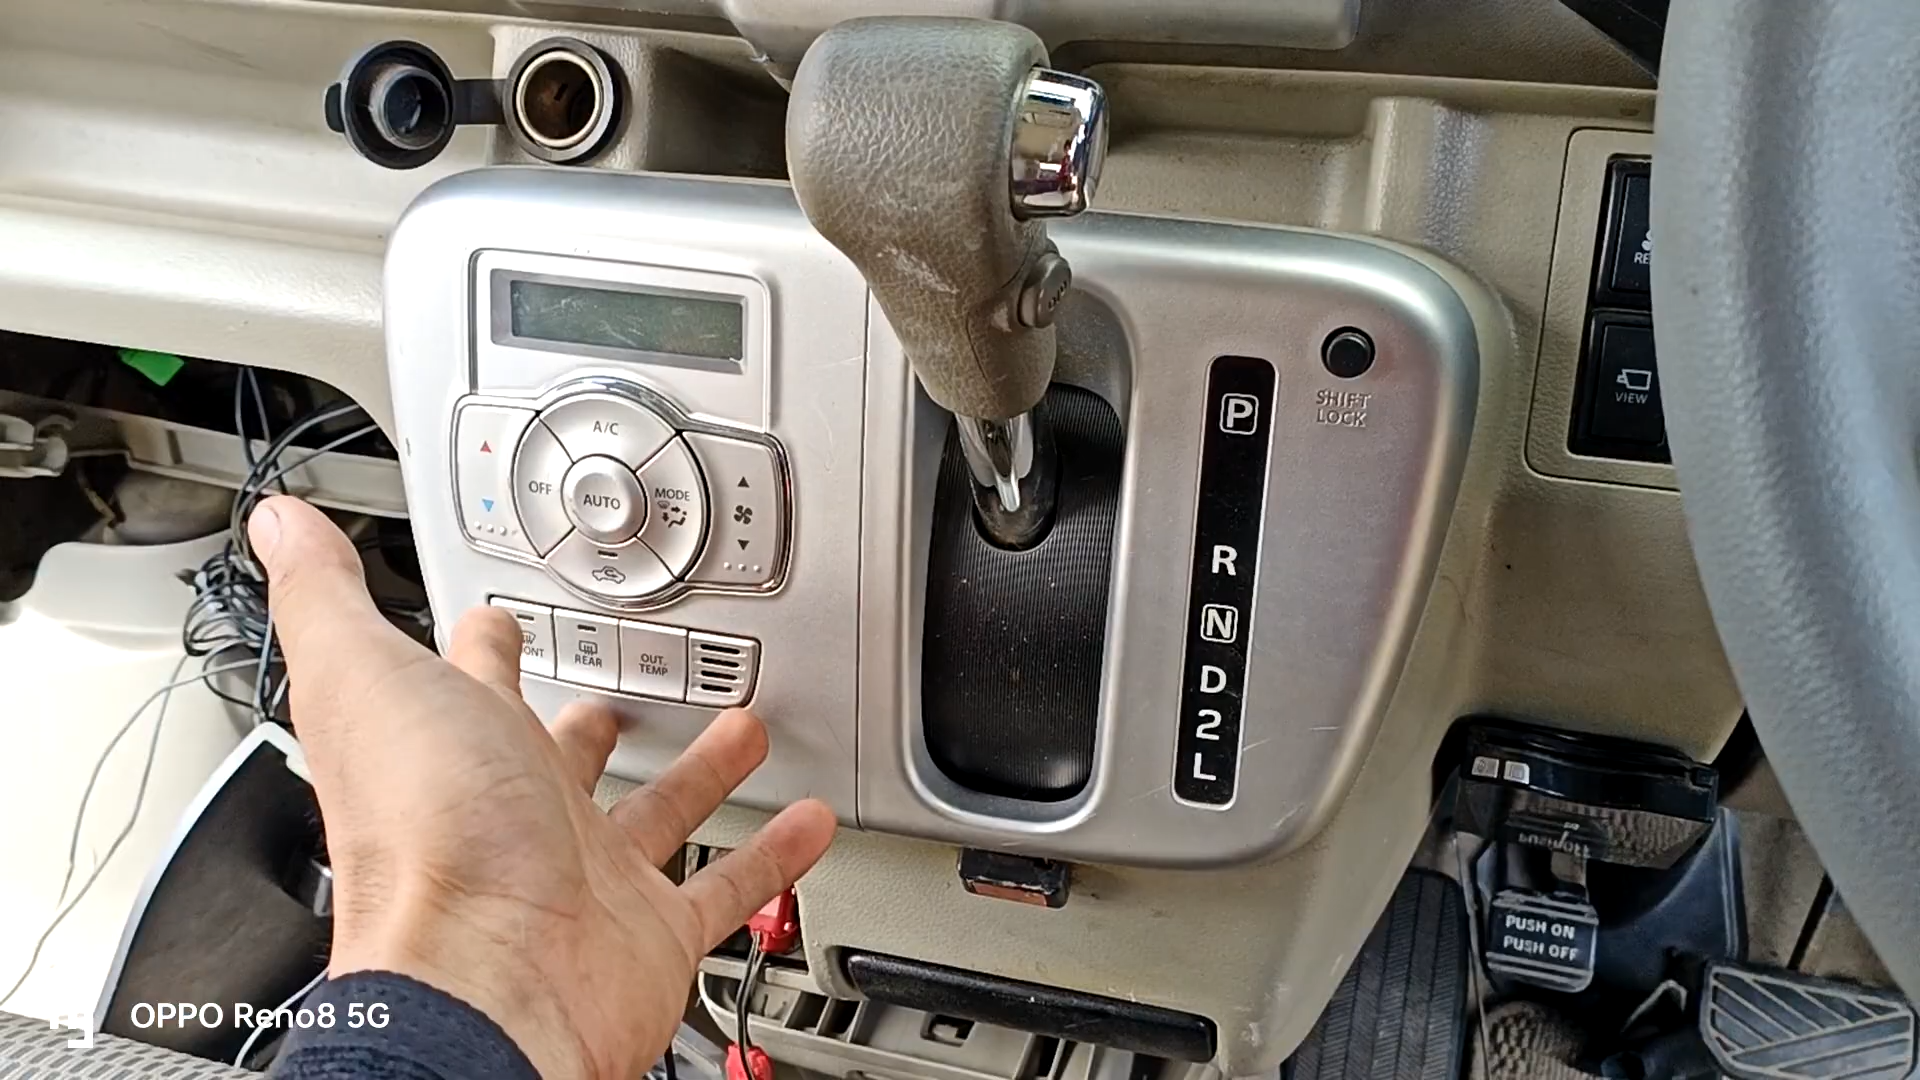 A/C
OFF
AUTO
MODE
REAR
OUT.
TEMP
P
R
N
D
2
L
SHIFT
LOCK
VIEW
PUSH ON
PUSH OFF
OPPO Reno8 5G